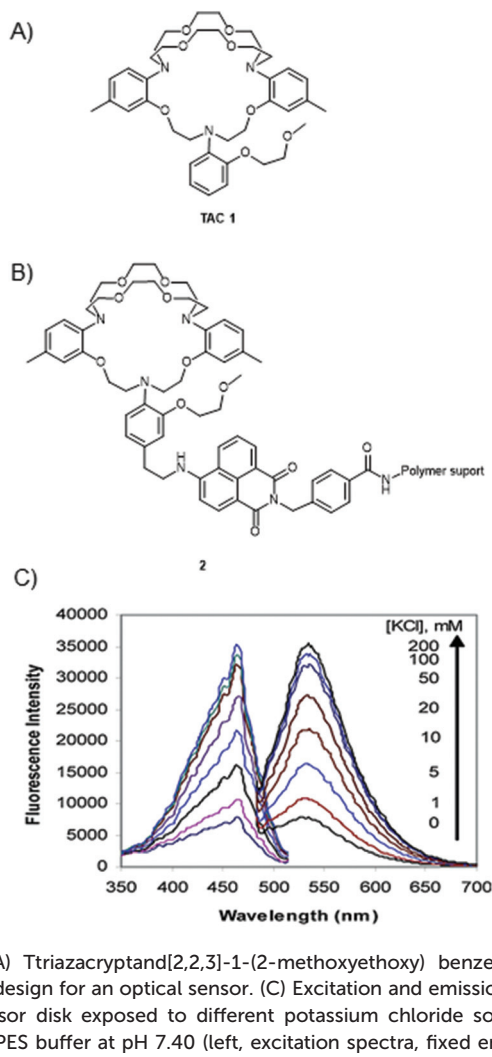 A)
O O
O O
N N
O O
N
O
O
TAC 1
B)
O O
O O
N N
O O
N
O
O
H
N
O
N
O
O
N
H
Polymer suport
2
C)
[KCl], mM
40000
35000
30000
25000
20000
15000
10000
5000
0
200
100
50
20
10
5
1
0
Fluorescence Intensity
350 400 450 500 550 600 650 700
Wavelength (nm)
A) Ttriazacryptand[2,2,3]-1-(2-methoxyethoxy) benze
design for an optical sensor. (C) Excitation and emissio
sor disk exposed to different potassium chloride so
PES buffer at pH 7.40 (left, excitation spectra, fixed er